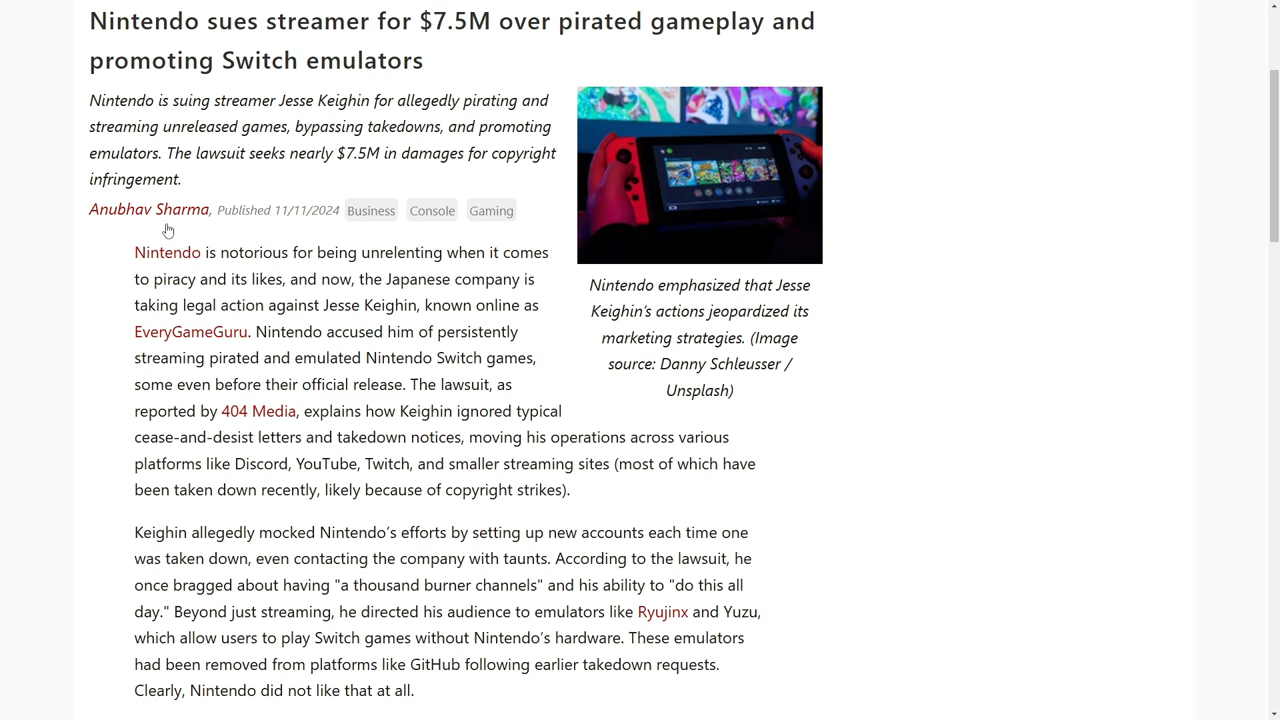 Nintendo sues streamer for $7.5M over pirated gameplay and
promoting Switch emulators
Nintendo is suing streamer Jesse Keighin for allegedly pirating and
streaming unreleased games, bypassing takedowns, and promoting
emulators. The lawsuit seeks nearly $7.5M in damages for copyright
infringement.
Anubhav Sharma, Published 11/11/2024 Business Console Gaming
Nintendo is notorious for being unrelenting when it comes
to piracy and its likes, and now, the Japanese company is
taking legal action against Jesse Keighin, known online as
EveryGameGuru. Nintendo accused him of persistently
streaming pirated and emulated Nintendo Switch games,
some even before their official release. The lawsuit, as
reported by 404 Media, explains how Keighin ignored typical
cease-and-desist letters and takedown notices, moving his operations across various
platforms like Discord, YouTube, Twitch, and smaller streaming sites (most of which have
been taken down recently, likely because of copyright strikes).
Nintendo emphasized that Jesse
Keighin’s actions jeopardized its
marketing strategies. (Image
source: Danny Schleusser /
Unsplash)
Keighin allegedly mocked Nintendo’s efforts by setting up new accounts each time one
was taken down, even contacting the company with taunts. According to the lawsuit, he
once bragged about having "a thousand burner channels" and his ability to "do this all
day." Beyond just streaming, he directed his audience to emulators like Ryujinx and Yuzu,
which allow users to play Switch games without Nintendo’s hardware. These emulators
had been removed from platforms like GitHub following earlier takedown requests.
Clearly, Nintendo did not like that at all.